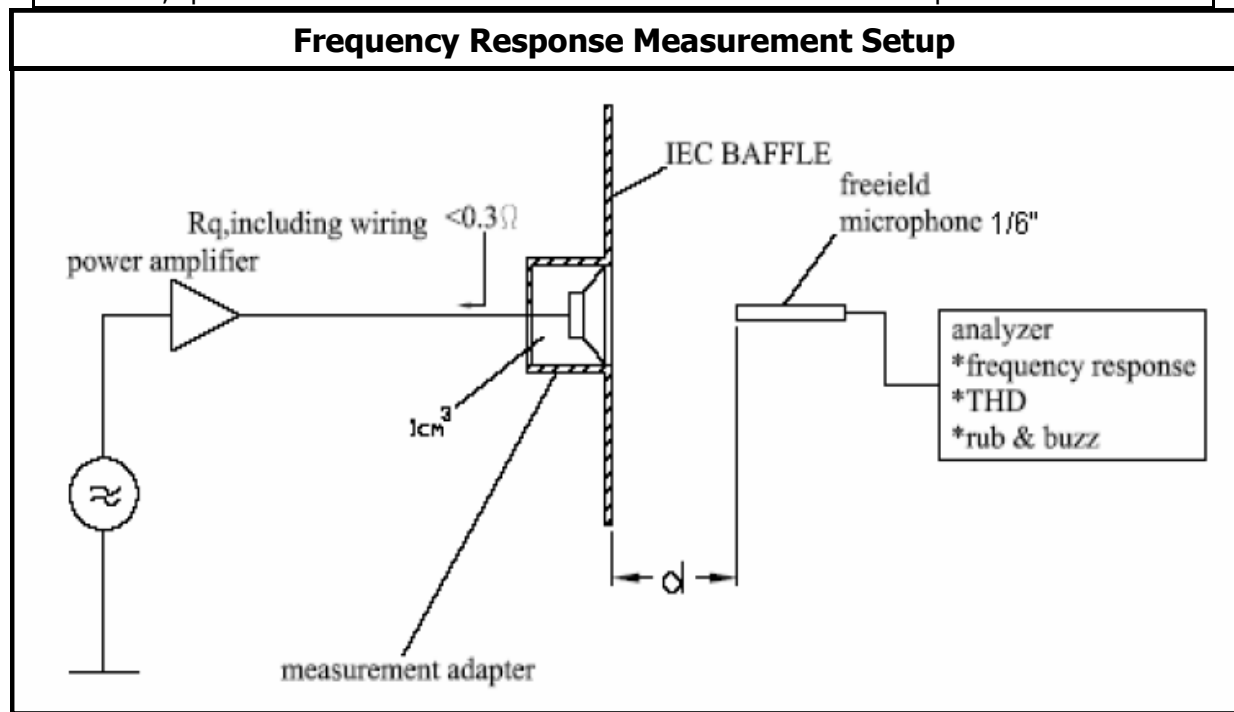 Frequency Response Measurement Setup
IEC BAFFLE
freeield
microphone 1/6"
Rq,including wiring <0.3Ω
power amplifier
analyzer
*frequency response
*THD
*rub & buzz
1cm³
d
measurement adapter